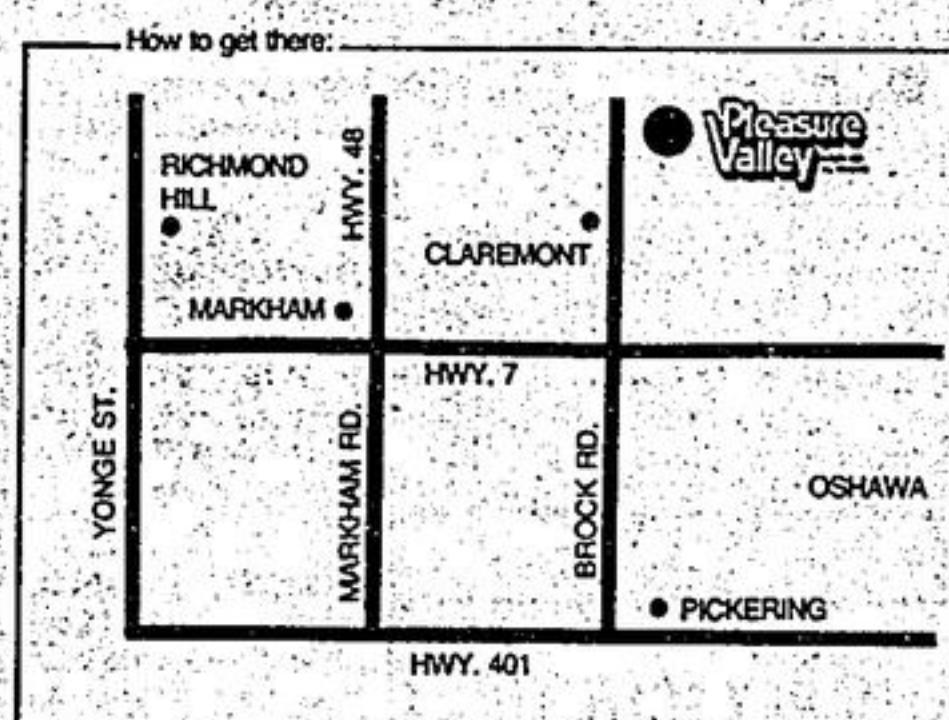 How to get there:
Pleasure
Valley
RICHMOND
HILL
HWY. 48
CLAREMONT
MARKHAM
HWY. 7
YONGE ST.
MARKHAM RD.
BROCK RD.
OSHAWA
PICKERING
HWY. 401